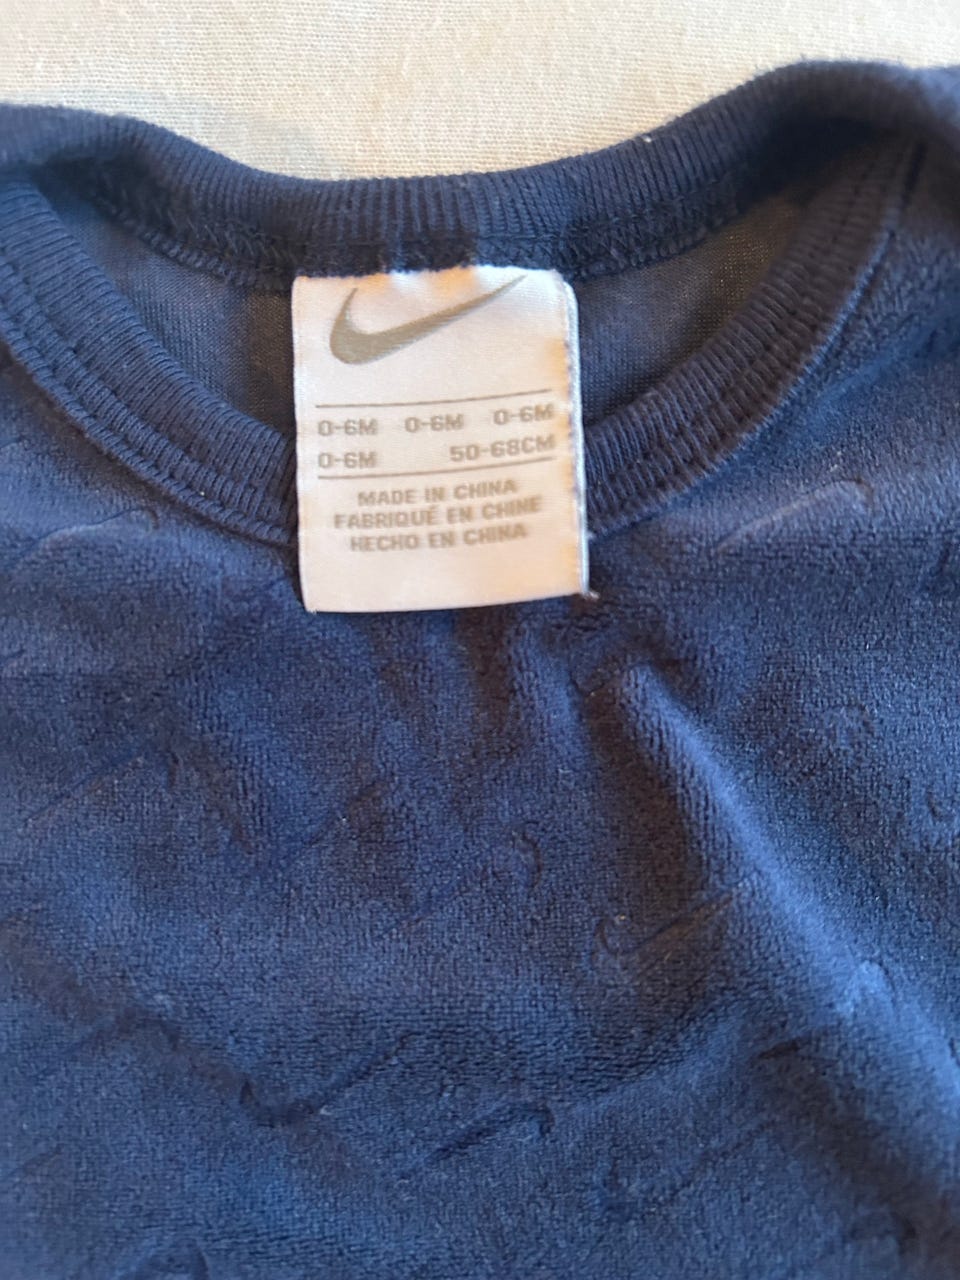 0-6M 0-6M 0-6M
0-6M 50-68CM
MADE IN CHINA
FABRIQUÉ EN CHINE
HECHO EN CHINA